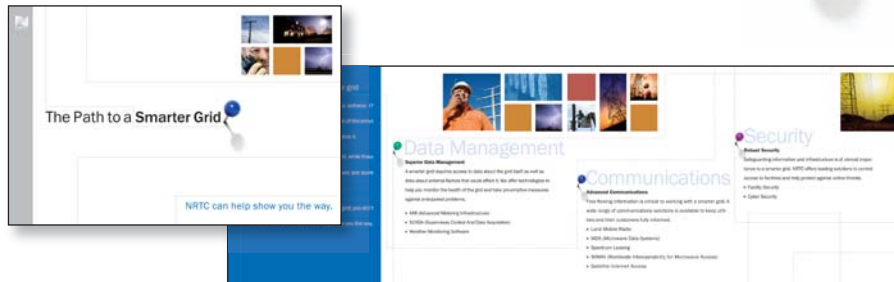 The Path to a Smarter Grid
NRTC can help show you the way.
Data Management
Superior Data Management
A smarter grid requires access to data about the grid itself as well as
data about external factors that could affect it. We offer technologies to
help you monitor the health of the grid and take pre-emptive measures
against anticipated problems.
AMI (Advanced Metering Infrastructure)
SCADA (Supervisory Control And Data Acquisition)
Weather Monitoring Software
Communications
Advanced Communications
Free flowing information is critical to working with a smarter grid. A
wide range of communications solutions is available to keep utili-
ties and their customers fully informed.
Land Mobile Radio
MDS (Microwave Data Systems)
Spectrum Leasing
WiMAX (Worldwide Interoperability for Microwave Access)
Satellite Internet Access
Security
Robust Security
Safeguarding information and infrastructure is of utmost impor-
tance to a smarter grid. NRTC offers leading solutions to control
access to facilities and help protect against online threats.
Facility Security
Cyber Security